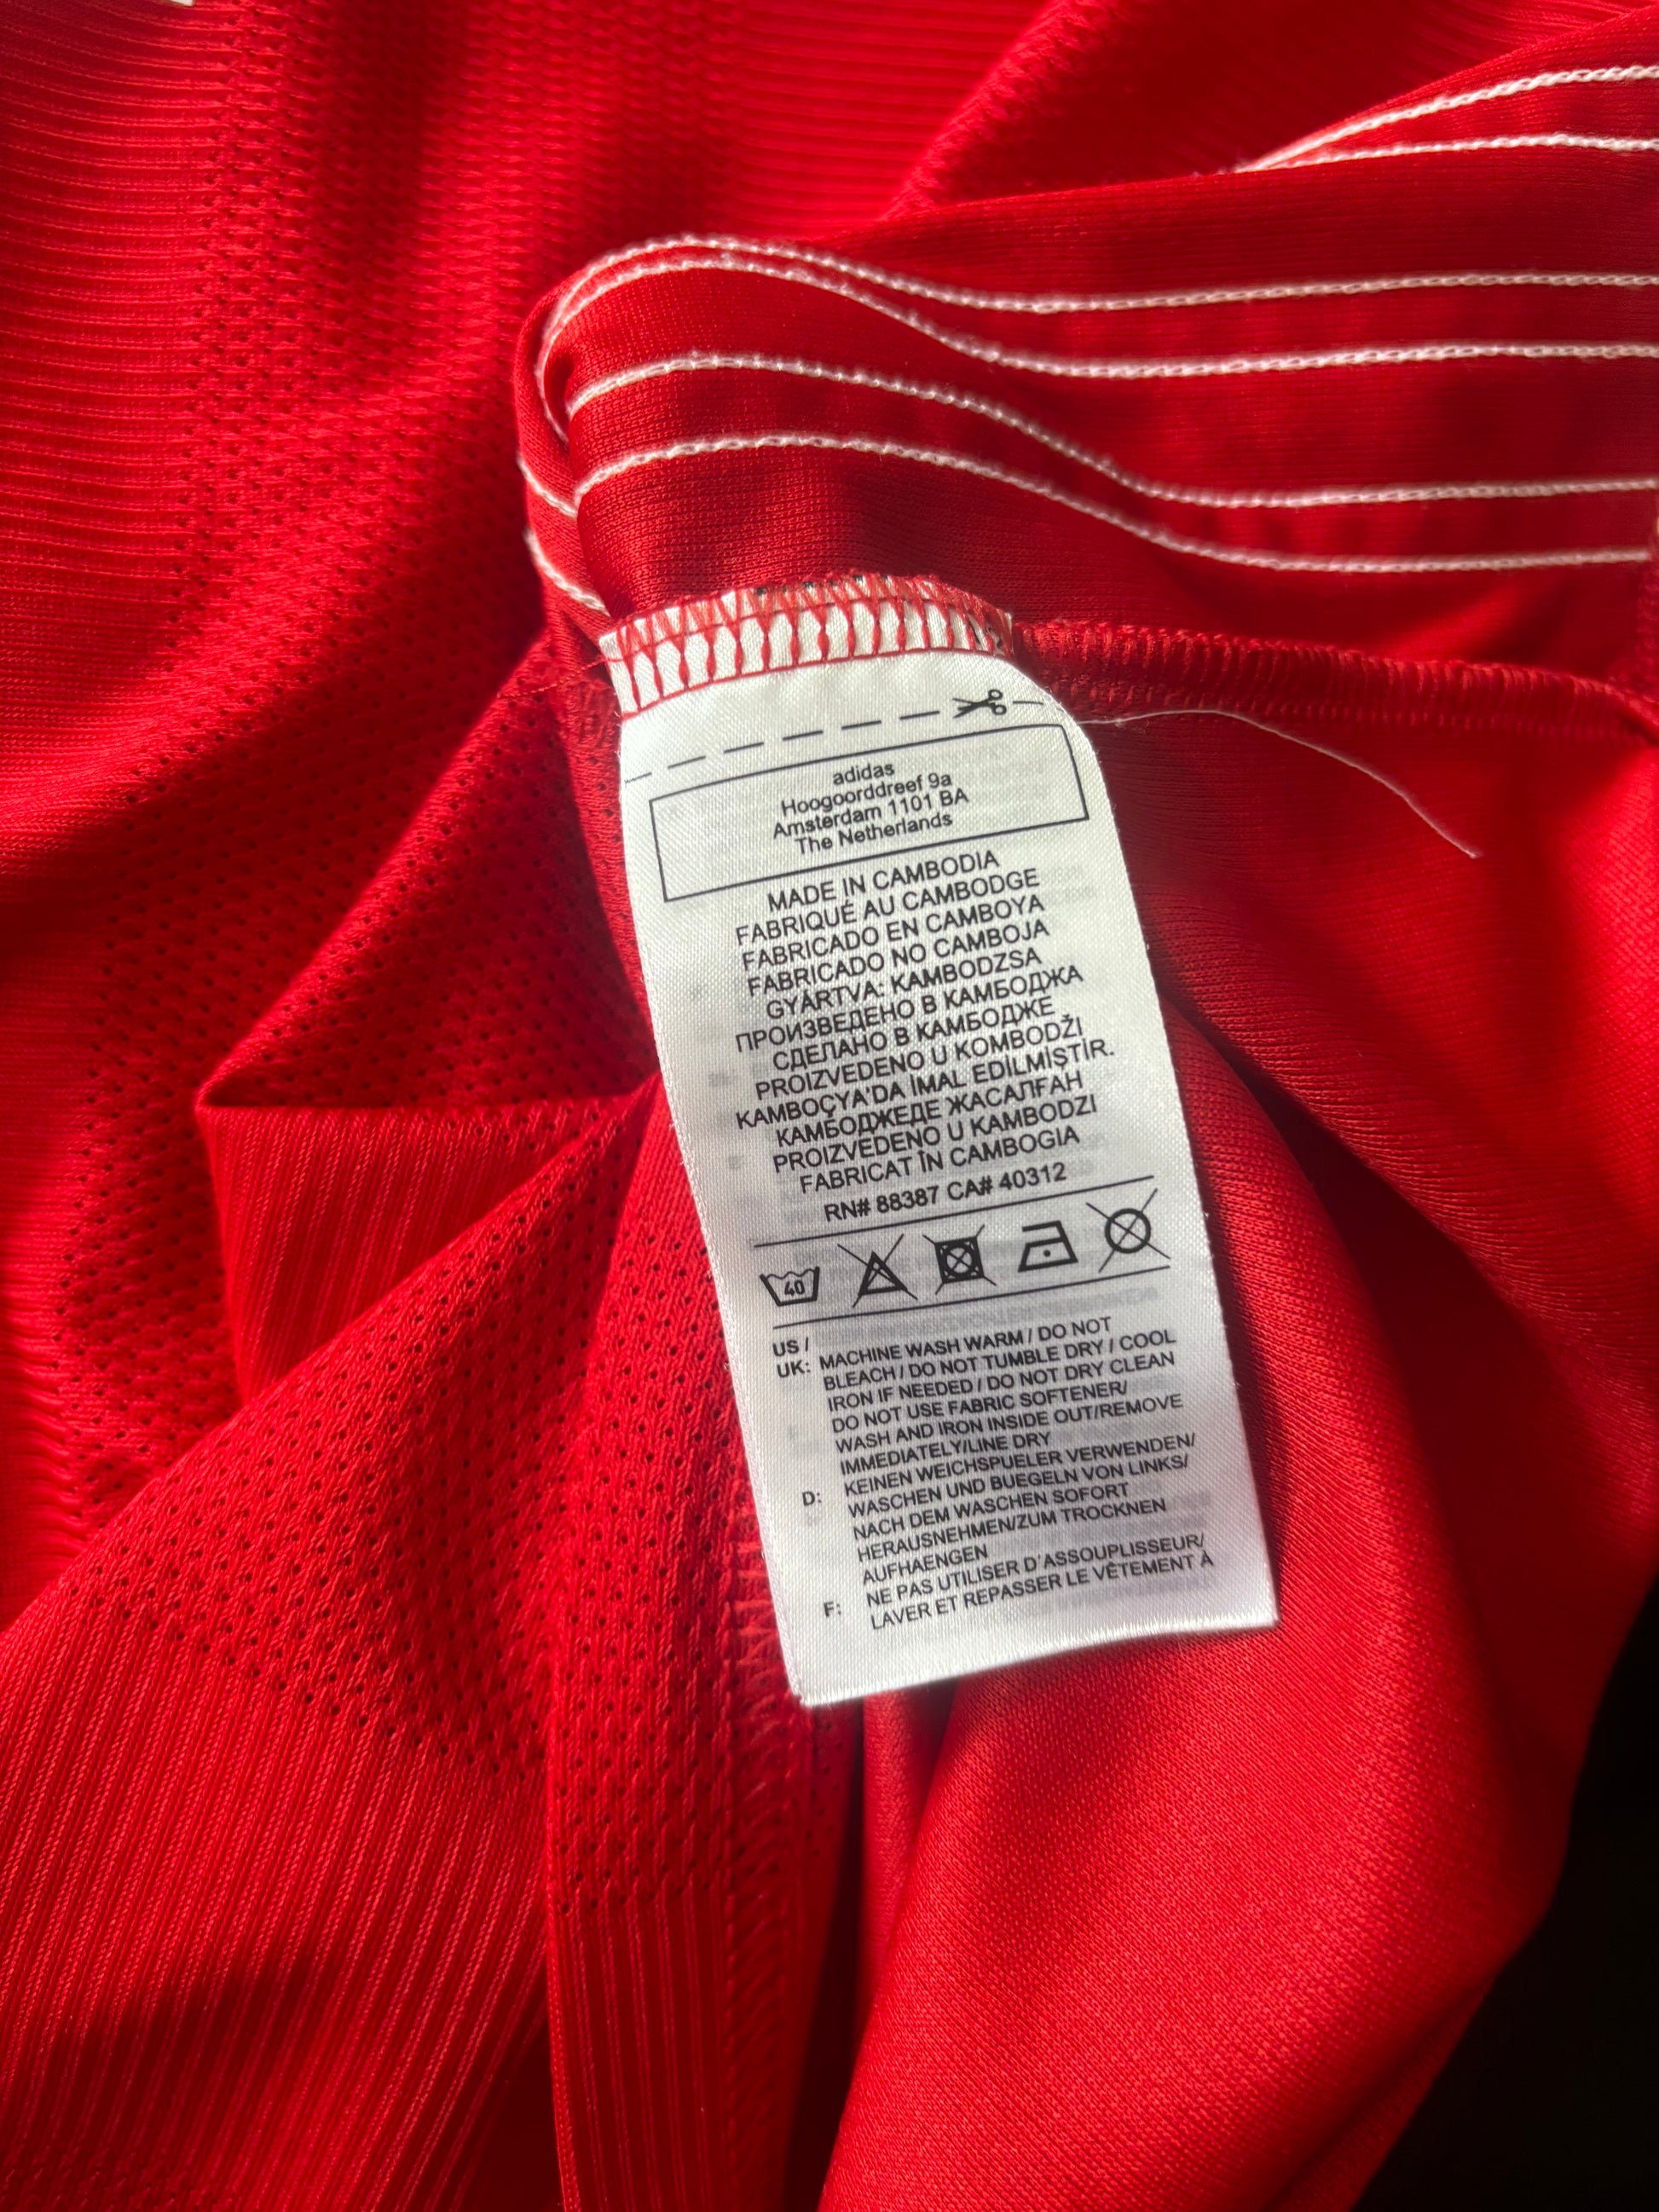 adidas
Hoogoorddreef 9a
Amsterdam 1101 BA
The Netherlands
MADE IN CAMBODIA
FABRIQUÉ AU CAMBODGE
FABRICADO EN CAMBOYA
FABRICADO NO CAMBOJA
GYÁRTVA: KAMBODZSA
ПРОИЗВЕДЕНО В КАМБОДЖА
СДЕЛАНО В КАМБОДЖЕ
PROIZVEDENO U KOMBODŽI
KAMBOÇYA'DA İMAL EDİLMİŞTİR.
КАМБОДЖЕДЕ ЖАСАЛҒАН
PROIZVEDENO U KAMBODZI
FABRICAT ÎN CAMBOGIA
RN# 88387 CA# 40312
40
US /
UK: MACHINE WASH WARM / DO NOT
BLEACH / DO NOT TUMBLE DRY / COOL
IRON IF NEEDED / DO NOT DRY CLEAN
DO NOT USE FABRIC SOFTENER/
WASH AND IRON INSIDE OUT/REMOVE
IMMEDIATELY/LINE DRY
D: KEINEN WEICHSPUELER VERWENDEN/
WASCHEN UND BUEGELN VON LINKS/
NACH DEM WASCHEN SOFORT
HERAUSNEHMEN/ZUM TROCKNEN
AUFHAENGEN
F: NE PAS UTILISER D'ASSOUPLISSEUR/
LAVER ET REPASSER LE VÊTEMENT À